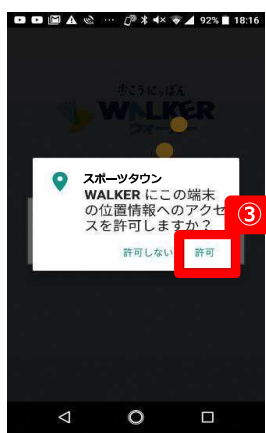 92% 18:16
歩こうにっぽん
WALKER
ウォーカー
スポーツタウン
WALKER にこの端末
の位置情報へのアクセ
スを許可しますか？
③
許可しない 許可